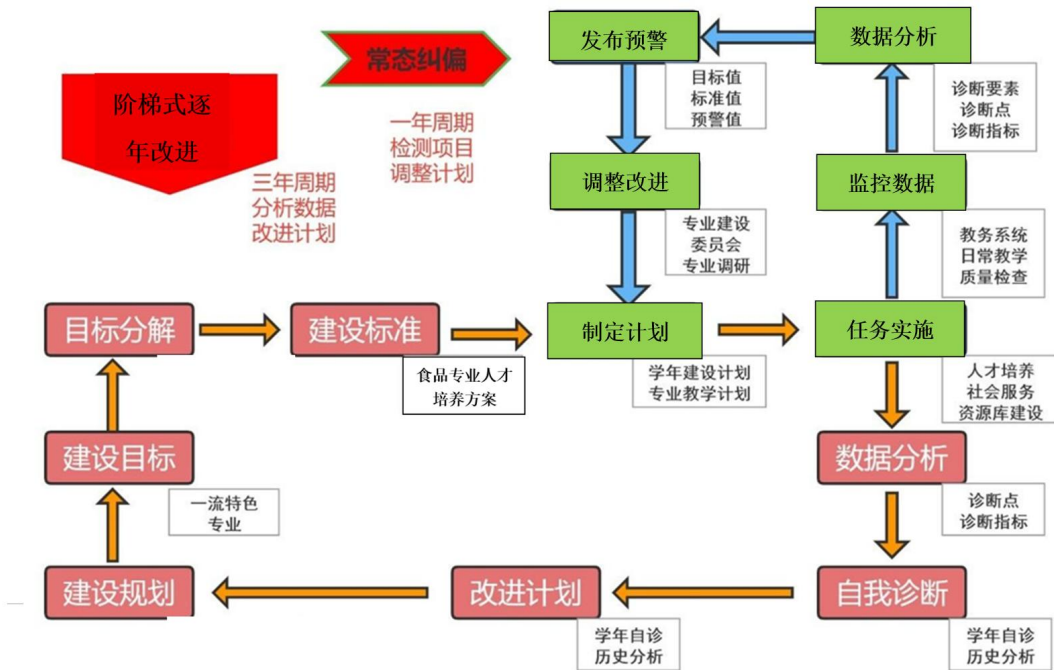 发布预警
数据分析
常态纠偏
目标值
标准值
预警值
诊断要素
诊断点
诊断指标
阶梯式逐
年改进
一年周期
检测项目
调整计划
三年周期
分析数据
改进计划
调整改进
监控数据
专业建设
委员会
专业调研
教务系统
日常教学
质量检查
目标分解
建设标准
制定计划
任务实施
食品专业人才
培养方案
学年建设计划
专业教学计划
人才培养
社会服务
资源库建设
建设目标
数据分析
一流特色
专业
诊断点
诊断指标
建设规划
改进计划
自我诊断
学年自诊
历史分析
学年自诊
历史分析